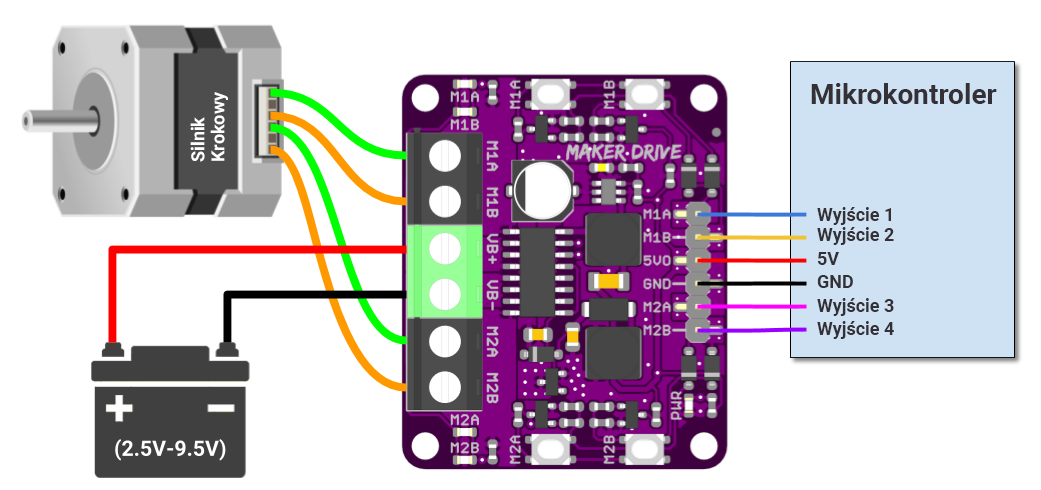 Silnik
Krokowy
+
−
(2.5V-9.5V)
M1A
M1B
M1A
M1B
MAKER-DRIVE
M1A
M1B
VB+
VB-
M2A
M2B
M1A
M1B
5VO
GND
M2A
M2B
PWR
M2A
M2B
M2A
M2B
Mikrokontroler
Wyjście 1
Wyjście 2
5V
GND
Wyjście 3
Wyjście 4